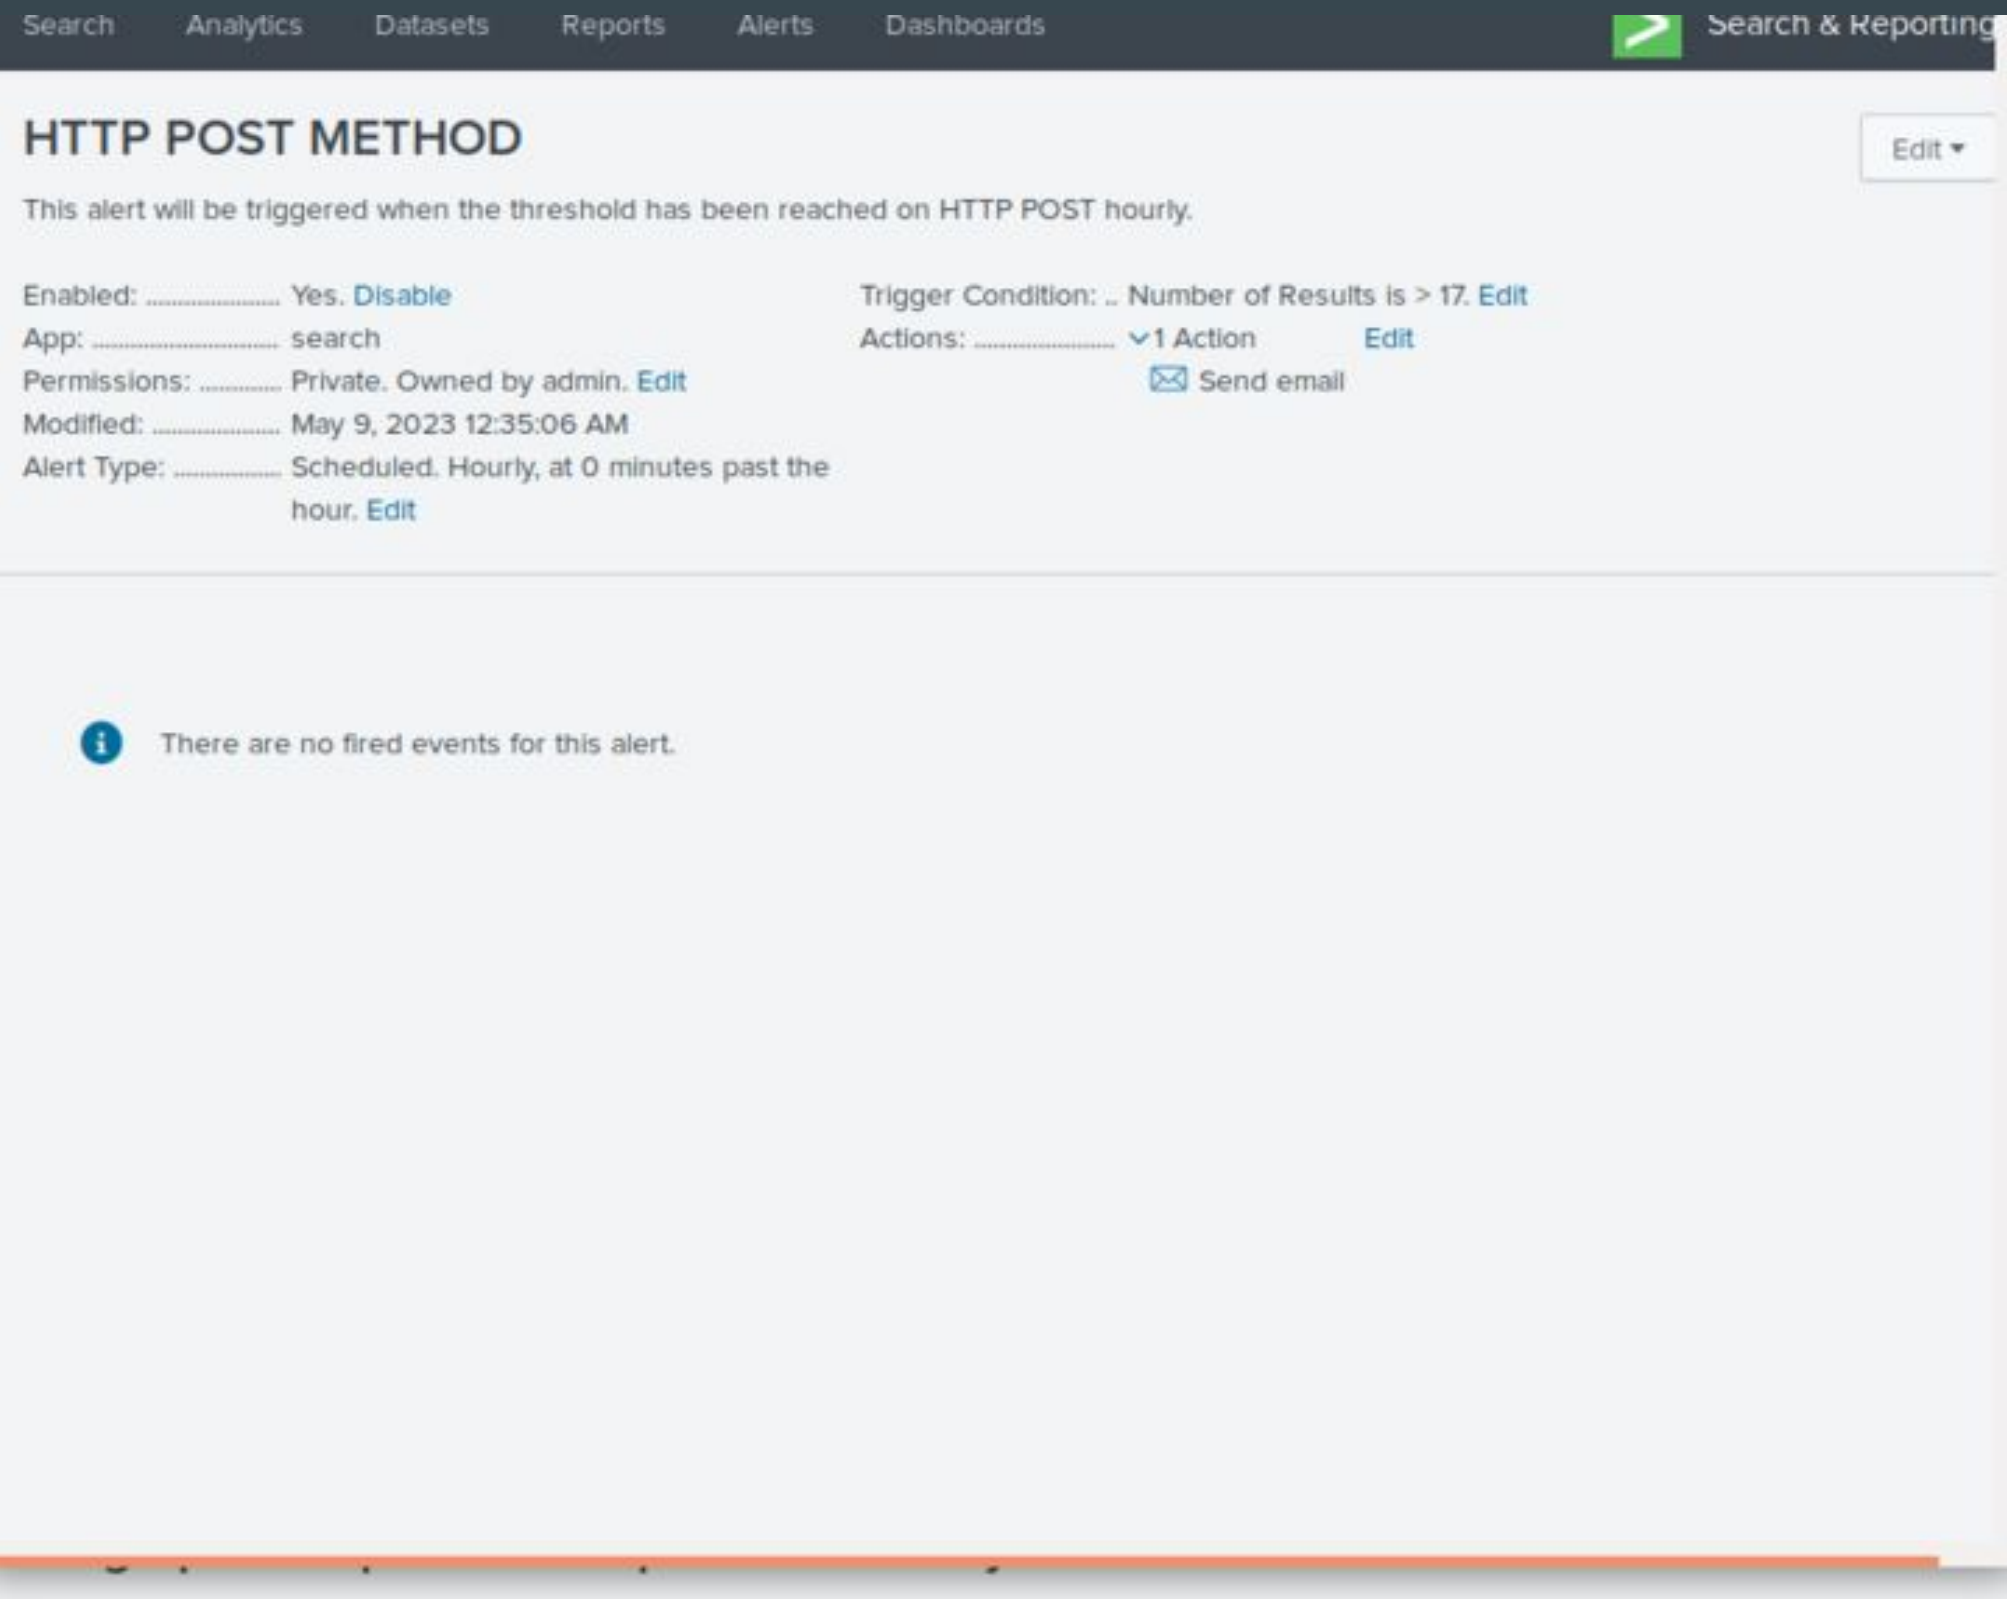 Search Analytics Datasets Reports Alerts Dashboards Search & Reporting
HTTP POST METHOD
Edit
This alert will be triggered when the threshold has been reached on HTTP POST hourly.
Enabled: ...................... Yes. Disable
App: .............................. search
Permissions: ............. Private. Owned by admin. Edit
Modified: ..................... May 9, 2023 12:35:06 AM
Alert Type: ................. Scheduled. Hourly, at 0 minutes past the
hour. Edit
Trigger Condition: .. Number of Results is > 17. Edit
Actions: ....................... 1 Action Edit
Send email
There are no fired events for this alert.